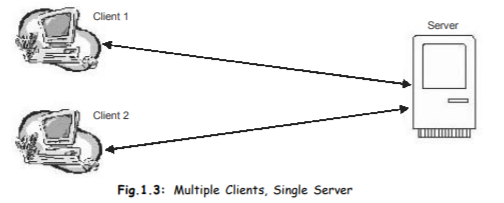 Client 1
Server
Client 2
Fig.1.3: Multiple Clients, Single Server